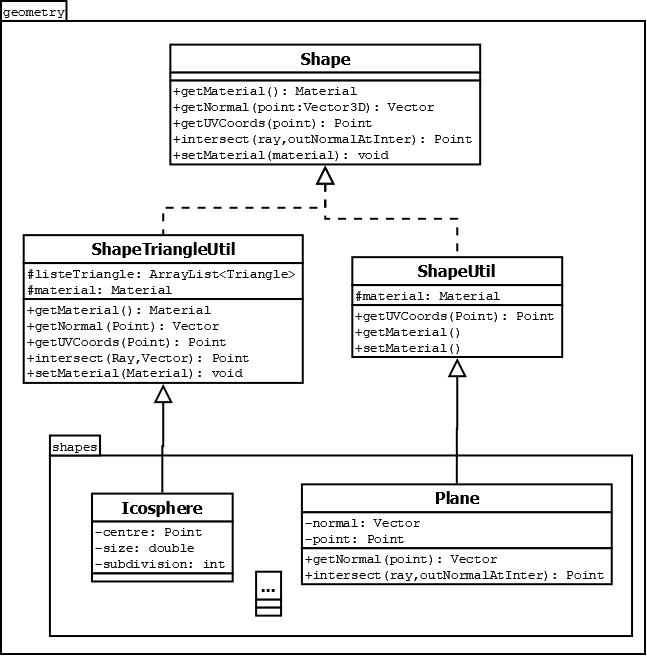 geometry
Shape
+getMaterial(): Material
+getNormal(point:Vector3D): Vector
+getUVCoords(point): Point
+intersect(ray,outNormalAtInter): Point
+setMaterial(material): void
ShapeTriangleUtil
#listeTriangle: ArrayList<Triangle>
#material: Material
+getMaterial(): Material
+getNormal(Point): Vector
+getUVCoords(Point): Point
+intersect(Ray,Vector): Point
+setMaterial(Material): void
ShapeUtil
#material: Material
+getUVCoords(Point): Point
+getMaterial()
+setMaterial()
shapes
Icosphere
-centre: Point
-size: double
-subdivision: int
...
Plane
-normal: Vector
-point: Point
+getNormal(point): Vector
+intersect(ray,outNormalAtInter): Point